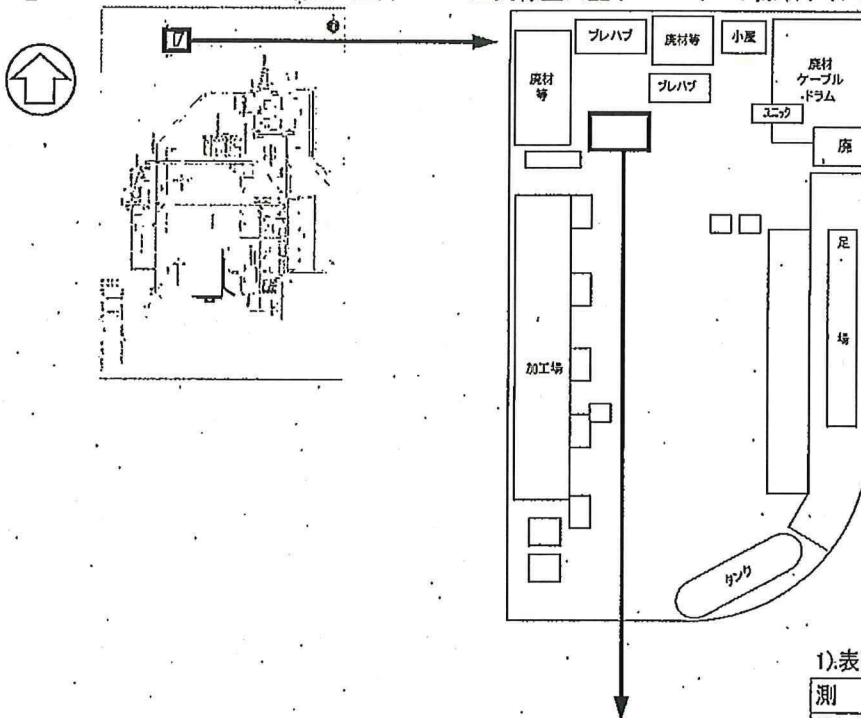 プレハブ
廃材等
小屋
廃材
等
廃材
ケーブル
ドラム
プレハブ
ユニック
廃
足
場
加工場
タンク
1).表
測